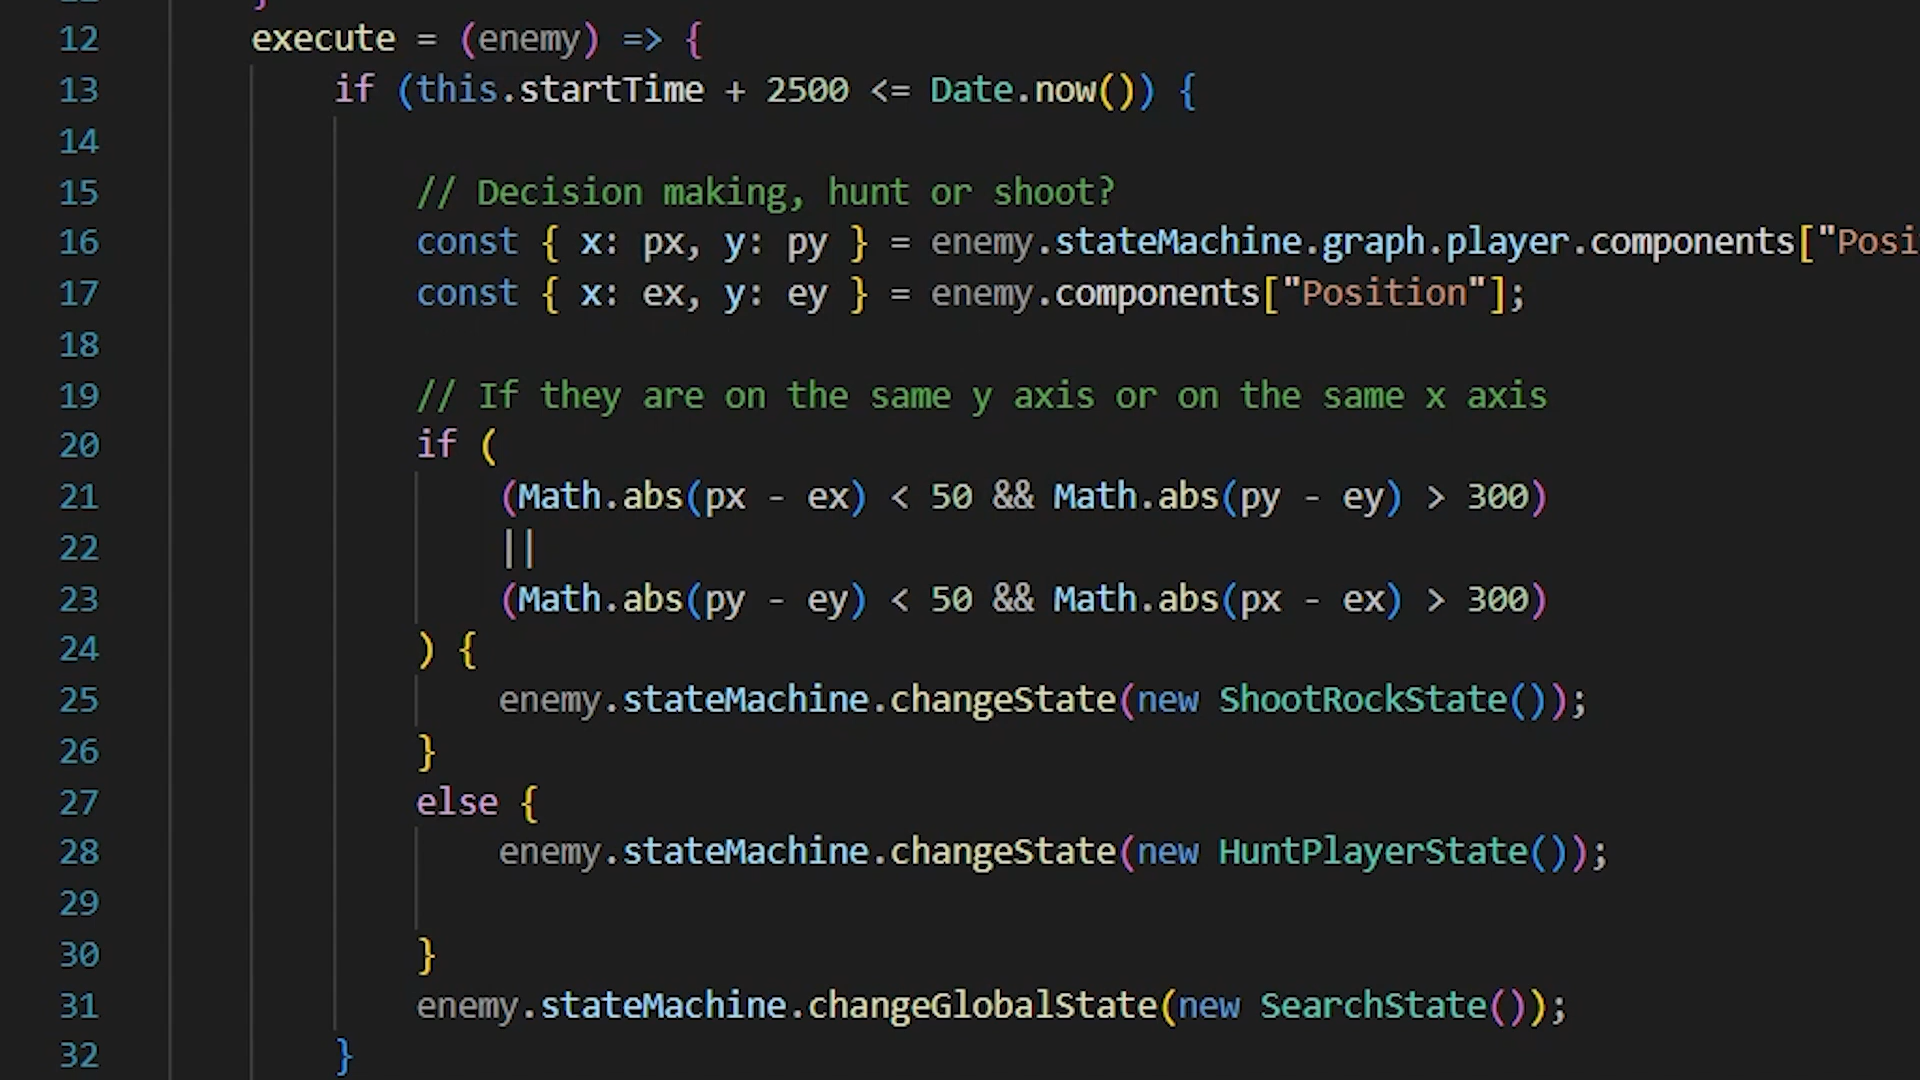 12 execute = (enemy) => {
13 if (this.startTime + 2500 <= Date.now()) {
14
15 // Decision making, hunt or shoot?
16 const { x: px, y: py } = enemy.stateMachine.graph.player.components["Posi
17 const { x: ex, y: ey } = enemy.components["Position"];
18
19 // If they are on the same y axis or on the same x axis
20 if (
21 (Math.abs(px - ex) < 50 && Math.abs(py - ey) > 300)
22 ||
23 (Math.abs(py - ey) < 50 && Math.abs(px - ex) > 300)
24 ) {
25 enemy.stateMachine.changeState(new ShootRockState());
26 }
27 else {
28 enemy.stateMachine.changeState(new HuntPlayerState());
29
30 }
31 enemy.stateMachine.changeGlobalState(new SearchState());
32 }